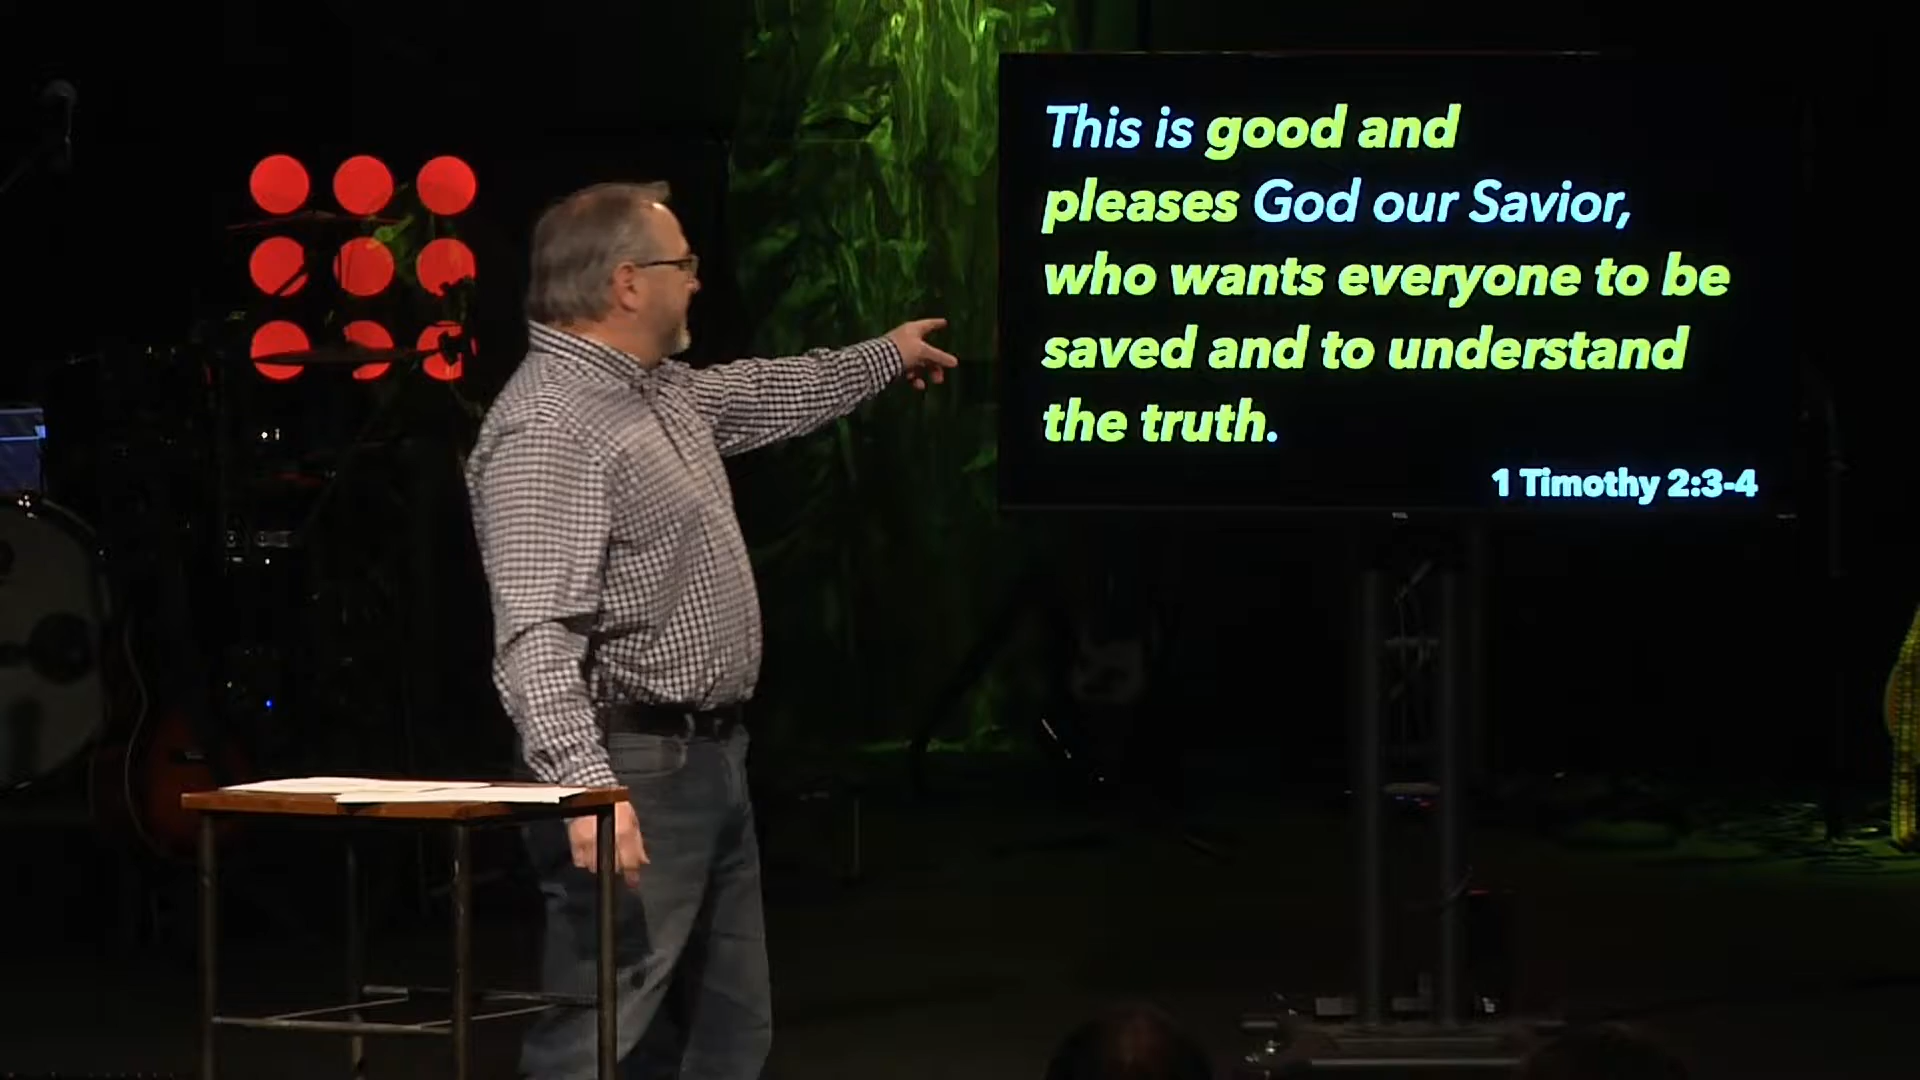 This is good and
pleases God our Savior,
who wants everyone to be
saved and to understand
the truth.
1 Timothy 2:3-4